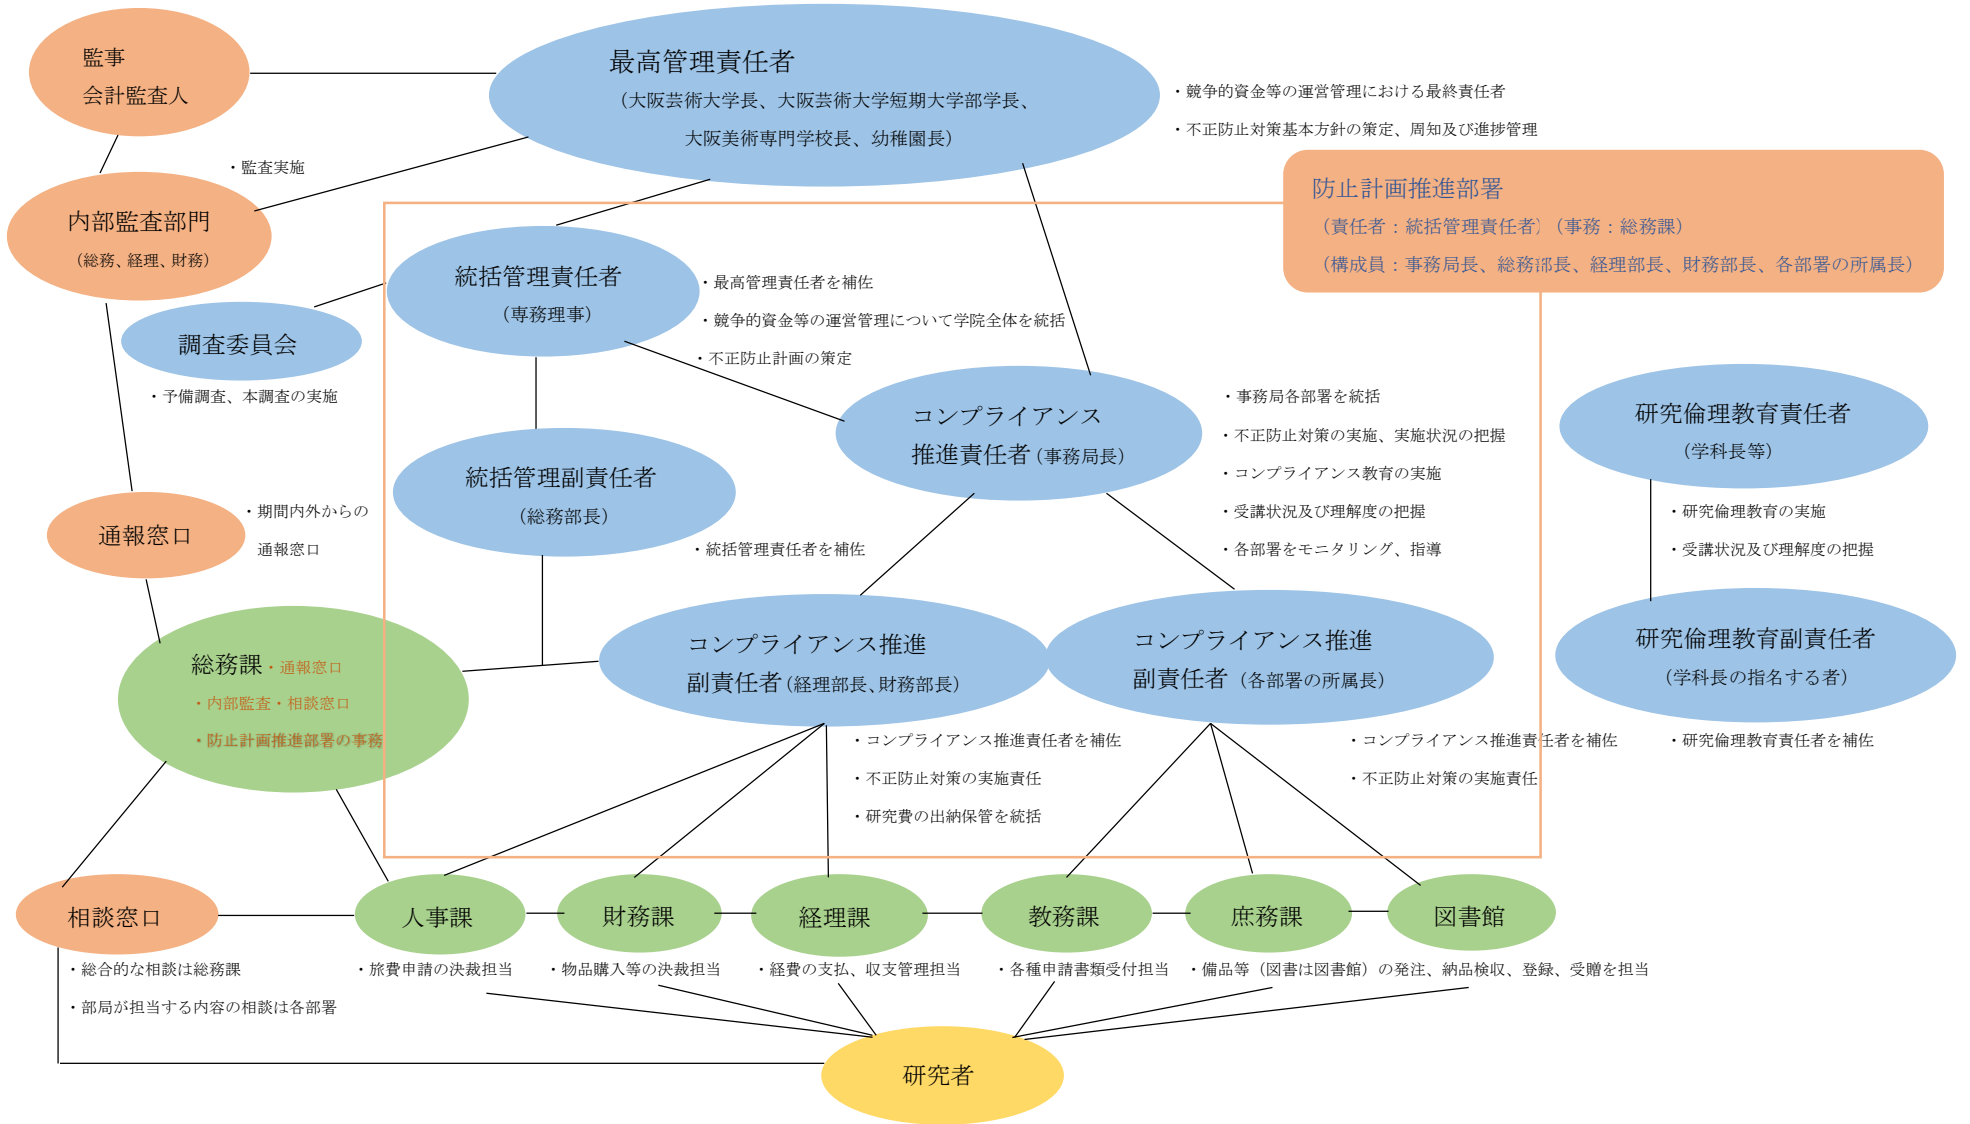 監事
会計監査人
最高管理責任者
（大阪芸術大学長、大阪芸術大学短期大学部学長、
大阪美術専門学校長、幼稚園長）
・競争的資金等の運営管理における最終責任者
・不正防止対策基本方針の策定、周知及び進捗管理
・監査実施
防止計画推進部署
（責任者：統括管理責任者）（事務：総務課）
（構成員：事務局長、総務部長、経理部長、財務部長、各部署の所属長）
内部監査部門
（総務、経理、財務）
統括管理責任者
（専務理事）
・最高管理責任者を補佐
・競争的資金等の運営管理について学院全体を統括
・不正防止計画の策定
調査委員会
・予備調査、本調査の実施
コンプライアンス
推進責任者（事務局長）
・事務局各部署を統括
・不正防止対策の実施、実施状況の把握
・コンプライアンス教育の実施
・受講状況及び理解度の把握
・各部署をモニタリング、指導
研究倫理教育責任者
（学科長等）
・研究倫理教育の実施
・受講状況及び理解度の把握
統括管理副責任者
（総務部長）
・統括管理責任者を補佐
通報窓口
・期間内外からの
通報窓口
総務課・通報窓口
・内部監査・相談窓口
・防止計画推進部署の事務
コンプライアンス推進
副責任者（経理部長、財務部長）
・コンプライアンス推進責任者を補佐
・不正防止対策の実施責任
・研究費の出納保管を統括
コンプライアンス推進
副責任者（各部署の所属長）
・コンプライアンス推進責任者を補佐
・不正防止対策の実施責任
研究倫理教育副責任者
（学科長の指名する者）
・研究倫理教育責任者を補佐
相談窓口
・総合的な相談は総務課
・部局が担当する内容の相談は各部署
人事課
・旅費申請の決裁担当
財務課
・物品購入等の決裁担当
経理課
・経費の支払、収支管理担当
教務課
・各種申請書類受付担当
庶務課
図書館
・備品等（図書は図書館）の発注、納品検収、登録、受贈を担当
研究者